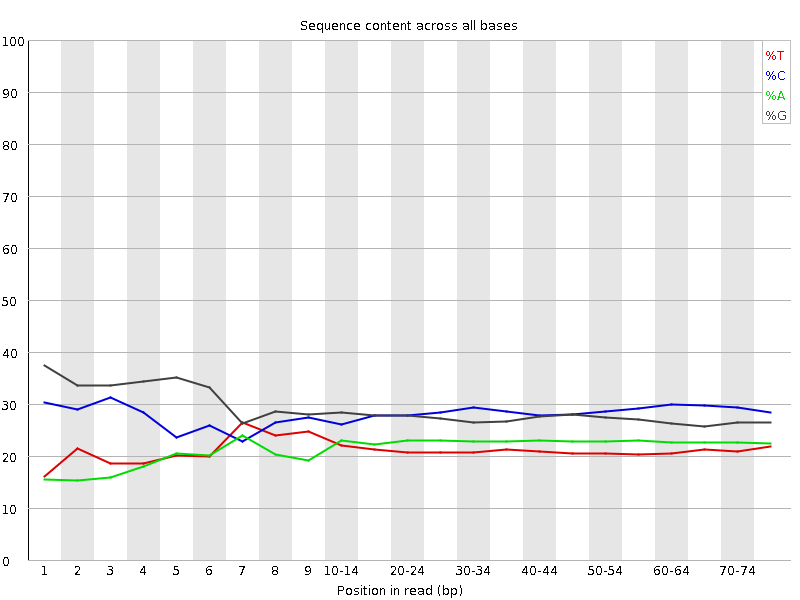 Sequence content across all bases
100
90
80
70
60
50
40
30
20
10
0
%T
%C
%A
%G
1 2 3 4 5 6 7 8 9 10-14 20-24 30-34 40-44 50-54 60-64 70-74
Position in read (bp)